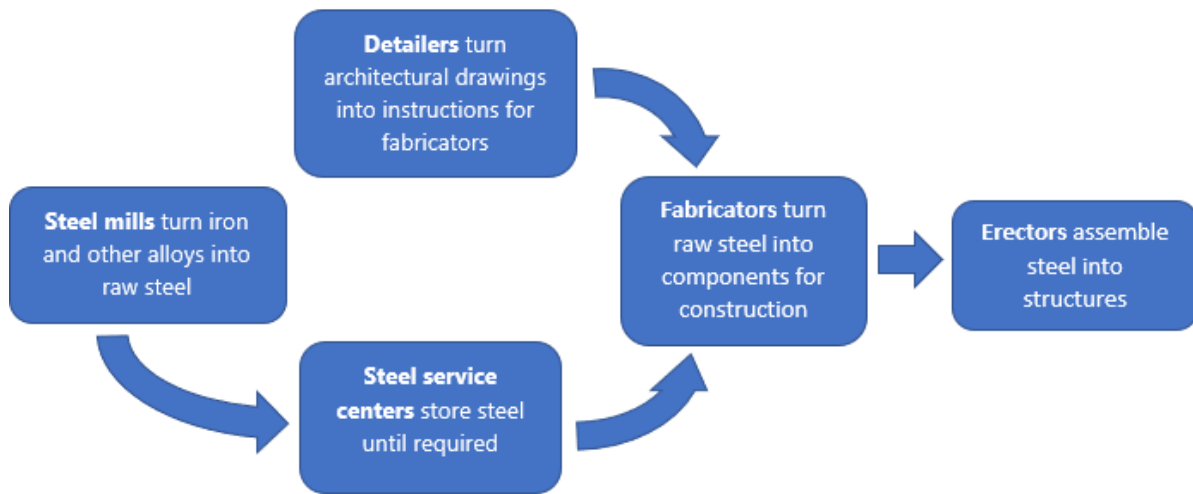 Detailers turn
architectural drawings
into instructions for
fabricators
Steel mills turn iron
and other alloys into
raw steel
Steel service
centers store steel
until required
Fabricators turn
raw steel into
components for
construction
Erectors assemble
steel into
structures